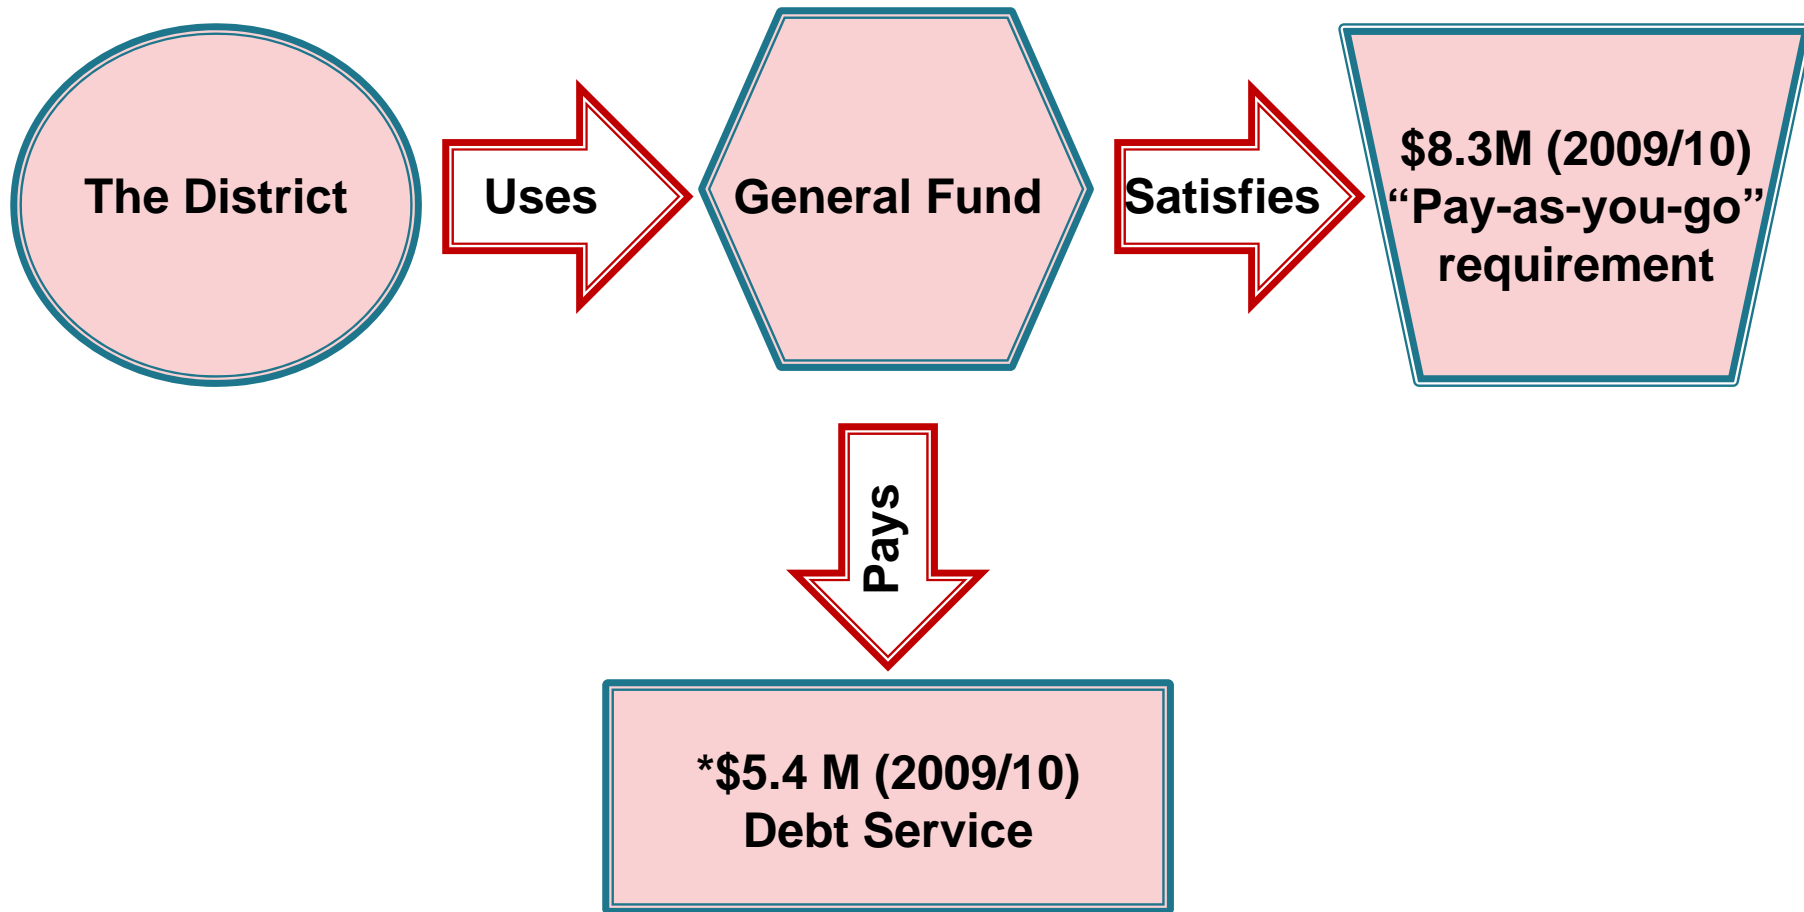 The District
Uses
General Fund
Satisfies
$8.3M (2009/10)
“Pay-as-you-go”
requirement
Pays
*$5.4 M (2009/10)
Debt Service